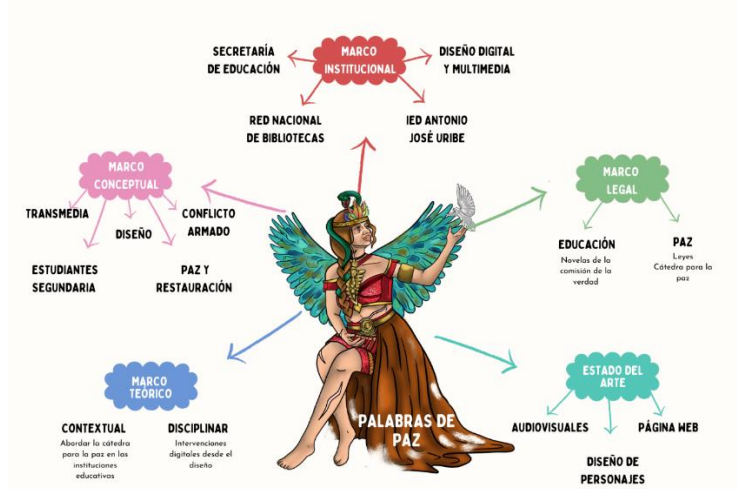 MARCO
INSTITUCIONAL
SECRETARÍA
DE EDUCACIÓN
DISEÑO DIGITAL
Y MULTIMEDIA
RED NACIONAL
DE BIBLIOTECAS
IED ANTONIO
JOSÉ URIBE
MARCO
CONCEPTUAL
TRANSMEDIA
DISEÑO
CONFLICTO
ARMADO
ESTUDIANTES
SEGUNDARIA
PAZ Y
RESTAURACIÓN
MARCO
LEGAL
EDUCACIÓN
Novelas de la
comisión de la
verdad
PAZ
Leyes
Cátedra para la
paz
MARCO
TEÓRICO
CONTEXTUAL
Abordar la cátedra
para la paz en las
instituciones
educativas
DISCIPLINAR
Intervenciones
digitales desde el
diseño
PALABRAS DE
PAZ
ESTADO DEL
ARTE
AUDIOVISUALES
PÁGINA WEB
DISEÑO DE
PERSONAJES